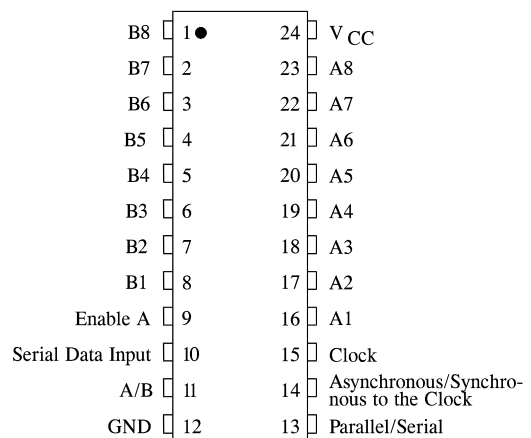 B8 1 24 V CC
B7 2 23 A8
B6 3 22 A7
B5 4 21 A6
B4 5 20 A5
B3 6 19 A4
B2 7 18 A3
B1 8 17 A2
Enable A 9 16 A1
Serial Data Input 10 15 Clock
A/B 11 14 Asynchronous/Synchro-
nous to the Clock
GND 12 13 Parallel/Serial